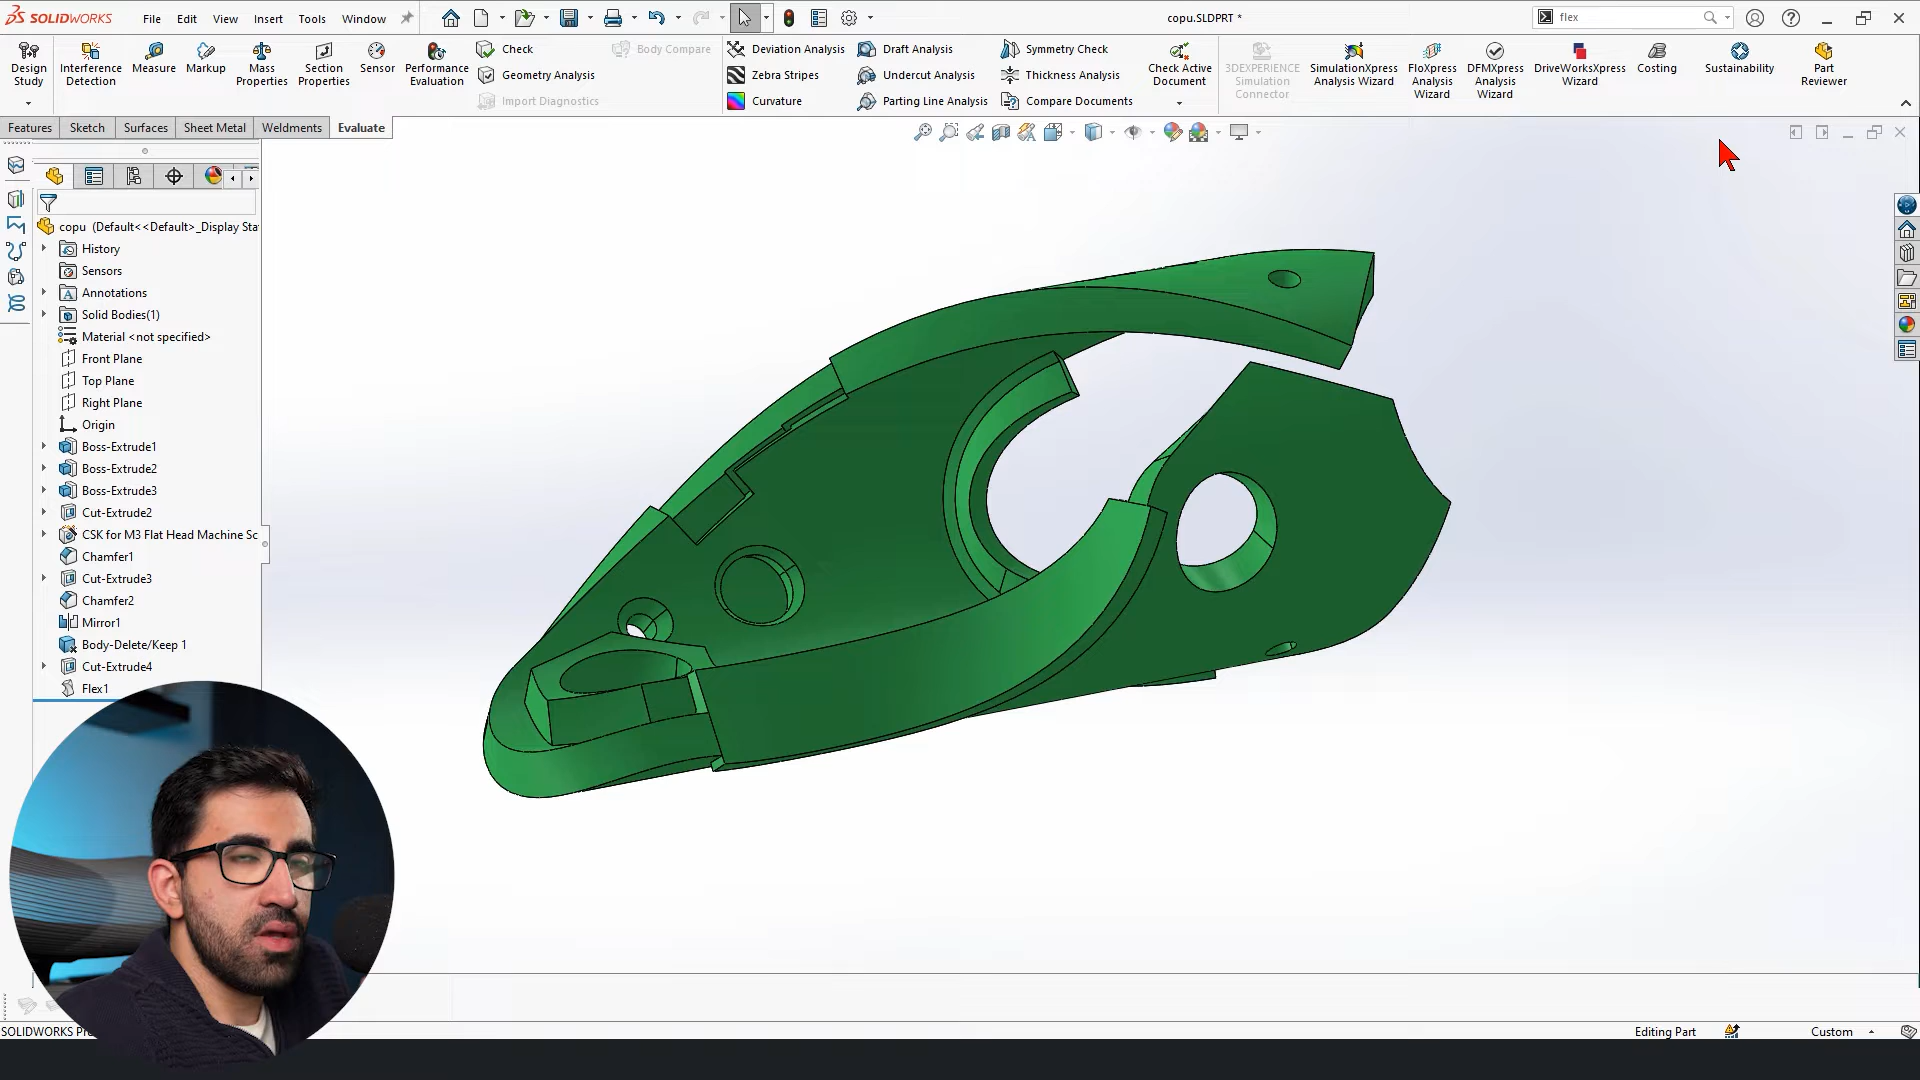 SOLIDWORKS
File
Edit
View
Insert
Tools
Window
copu.SLDPRT *
flex
Design
Study
Interference
Detection
Measure
Markup
Mass
Properties
Section
Properties
Sensor
Performance
Evaluation
Check
Geometry Analysis
Import Diagnostics
Body Compare
Deviation Analysis
Zebra Stripes
Curvature
Draft Analysis
Undercut Analysis
Parting Line Analysis
Symmetry Check
Thickness Analysis
Compare Documents
Check Active
Document
3DEXPERIENCE
Simulation
Connector
SimulationXpress
Analysis Wizard
FloXpress
Analysis
Wizard
DFMXpress
Analysis
Wizard
DriveWorksXpress
Wizard
Costing
Sustainability
Part
Reviewer
Features
Sketch
Surfaces
Sheet Metal
Weldments
Evaluate
copu (Default<<Default>_Display Sta
History
Sensors
Annotations
Solid Bodies(1)
Material <not specified>
Front Plane
Top Plane
Right Plane
Origin
Boss-Extrude1
Boss-Extrude2
Boss-Extrude3
Cut-Extrude2
CSK for M3 Flat Head Machine Sc
Chamfer1
Cut-Extrude3
Chamfer2
Mirror1
Body-Delete/Keep 1
Cut-Extrude4
Flex1
SOLIDWORKS P
Editing Part
Custom